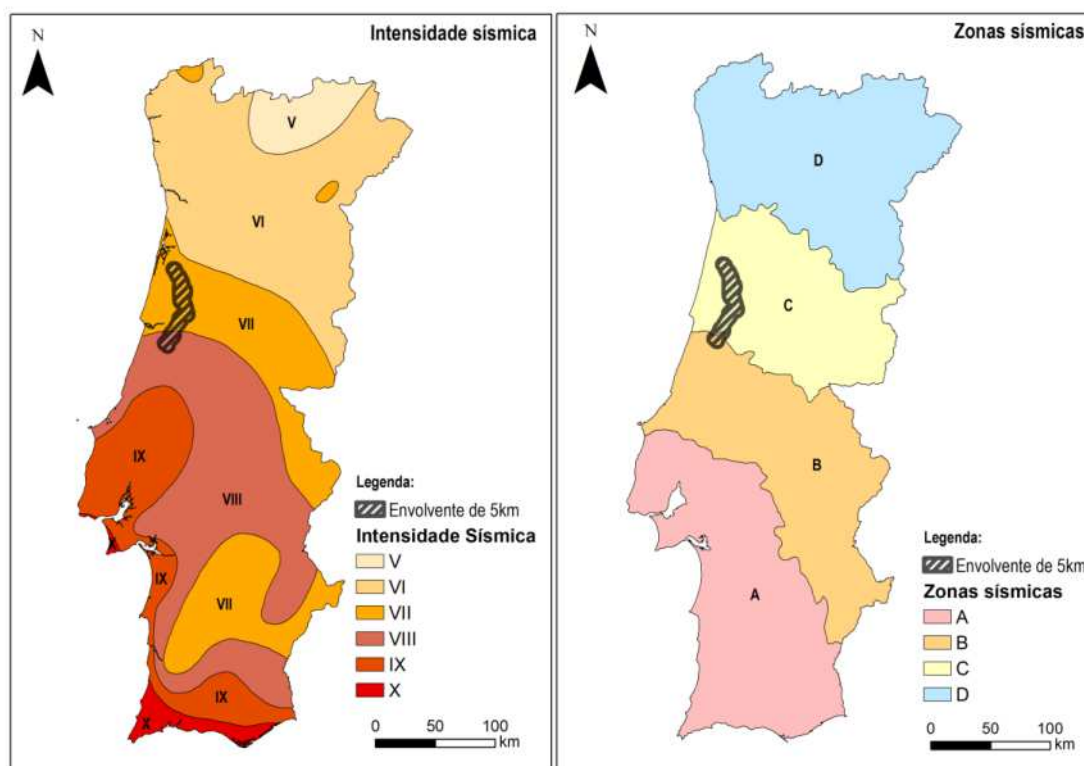 Intensidade sísmica
N
V
VI
VII
IX
VIII
X
IX
VII
IX
X
Legenda:
Envolvente de 5km
Intensidade Sísmica
V
VI
VII
VIII
IX
X
0 50 100
km
Zonas sísmicas
N
D
C
B
A
Legenda:
Envolvente de 5km
Zonas sísmicas
A
B
C
D
0 50 100
km